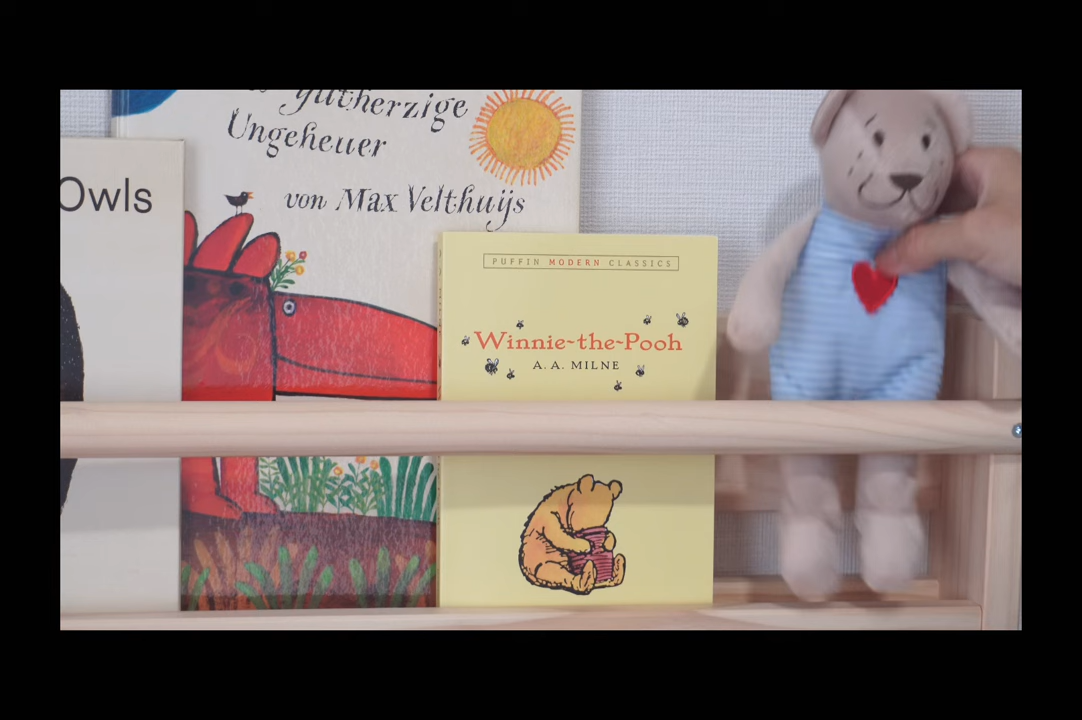 gutherzige
Ungeheuer
von Max Velthuijs
Owls
PUFFIN MODERN CLASSICS
Winnie-the-Pooh
A. A. MILNE